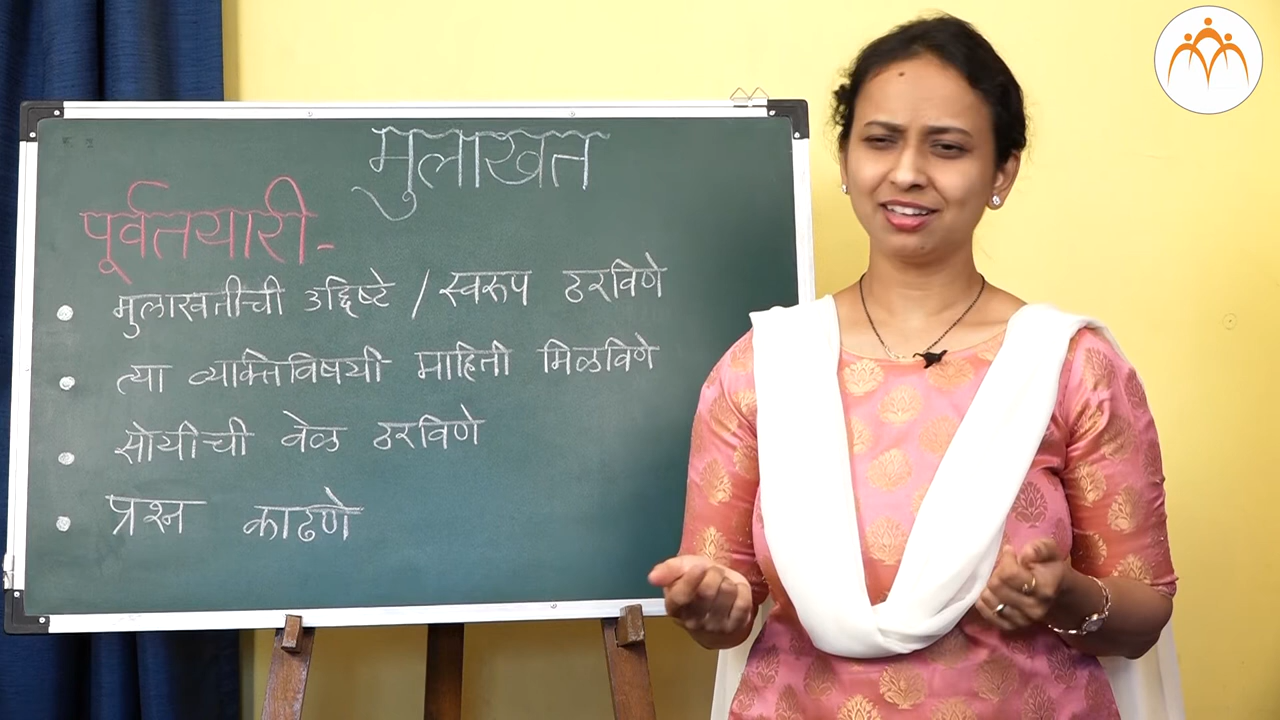 मुलाखत
पूर्वतयारी-
• मुलाखतीची उद्दिष्टे / स्वरूप ठरविणे
• त्या व्यक्तिविषयी माहिती मिळविणे
• सोयीची वेळ ठरविणे
• प्रश्न काढणे